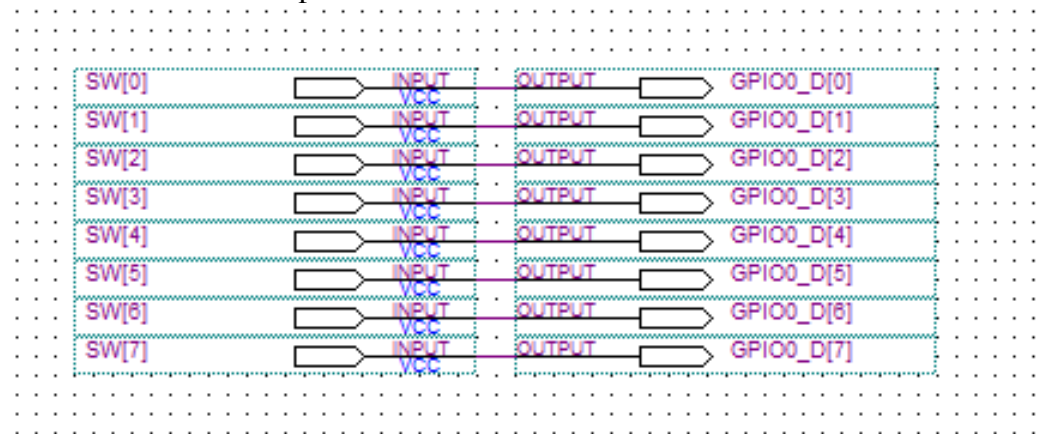 SW[0] INPUT VCC OUTPUT GPIO0_D[0]
SW[1] INPUT VCC OUTPUT GPIO0_D[1]
SW[2] INPUT VCC OUTPUT GPIO0_D[2]
SW[3] INPUT VCC OUTPUT GPIO0_D[3]
SW[4] INPUT VCC OUTPUT GPIO0_D[4]
SW[5] INPUT VCC OUTPUT GPIO0_D[5]
SW[6] INPUT VCC OUTPUT GPIO0_D[6]
SW[7] INPUT VCC OUTPUT GPIO0_D[7]